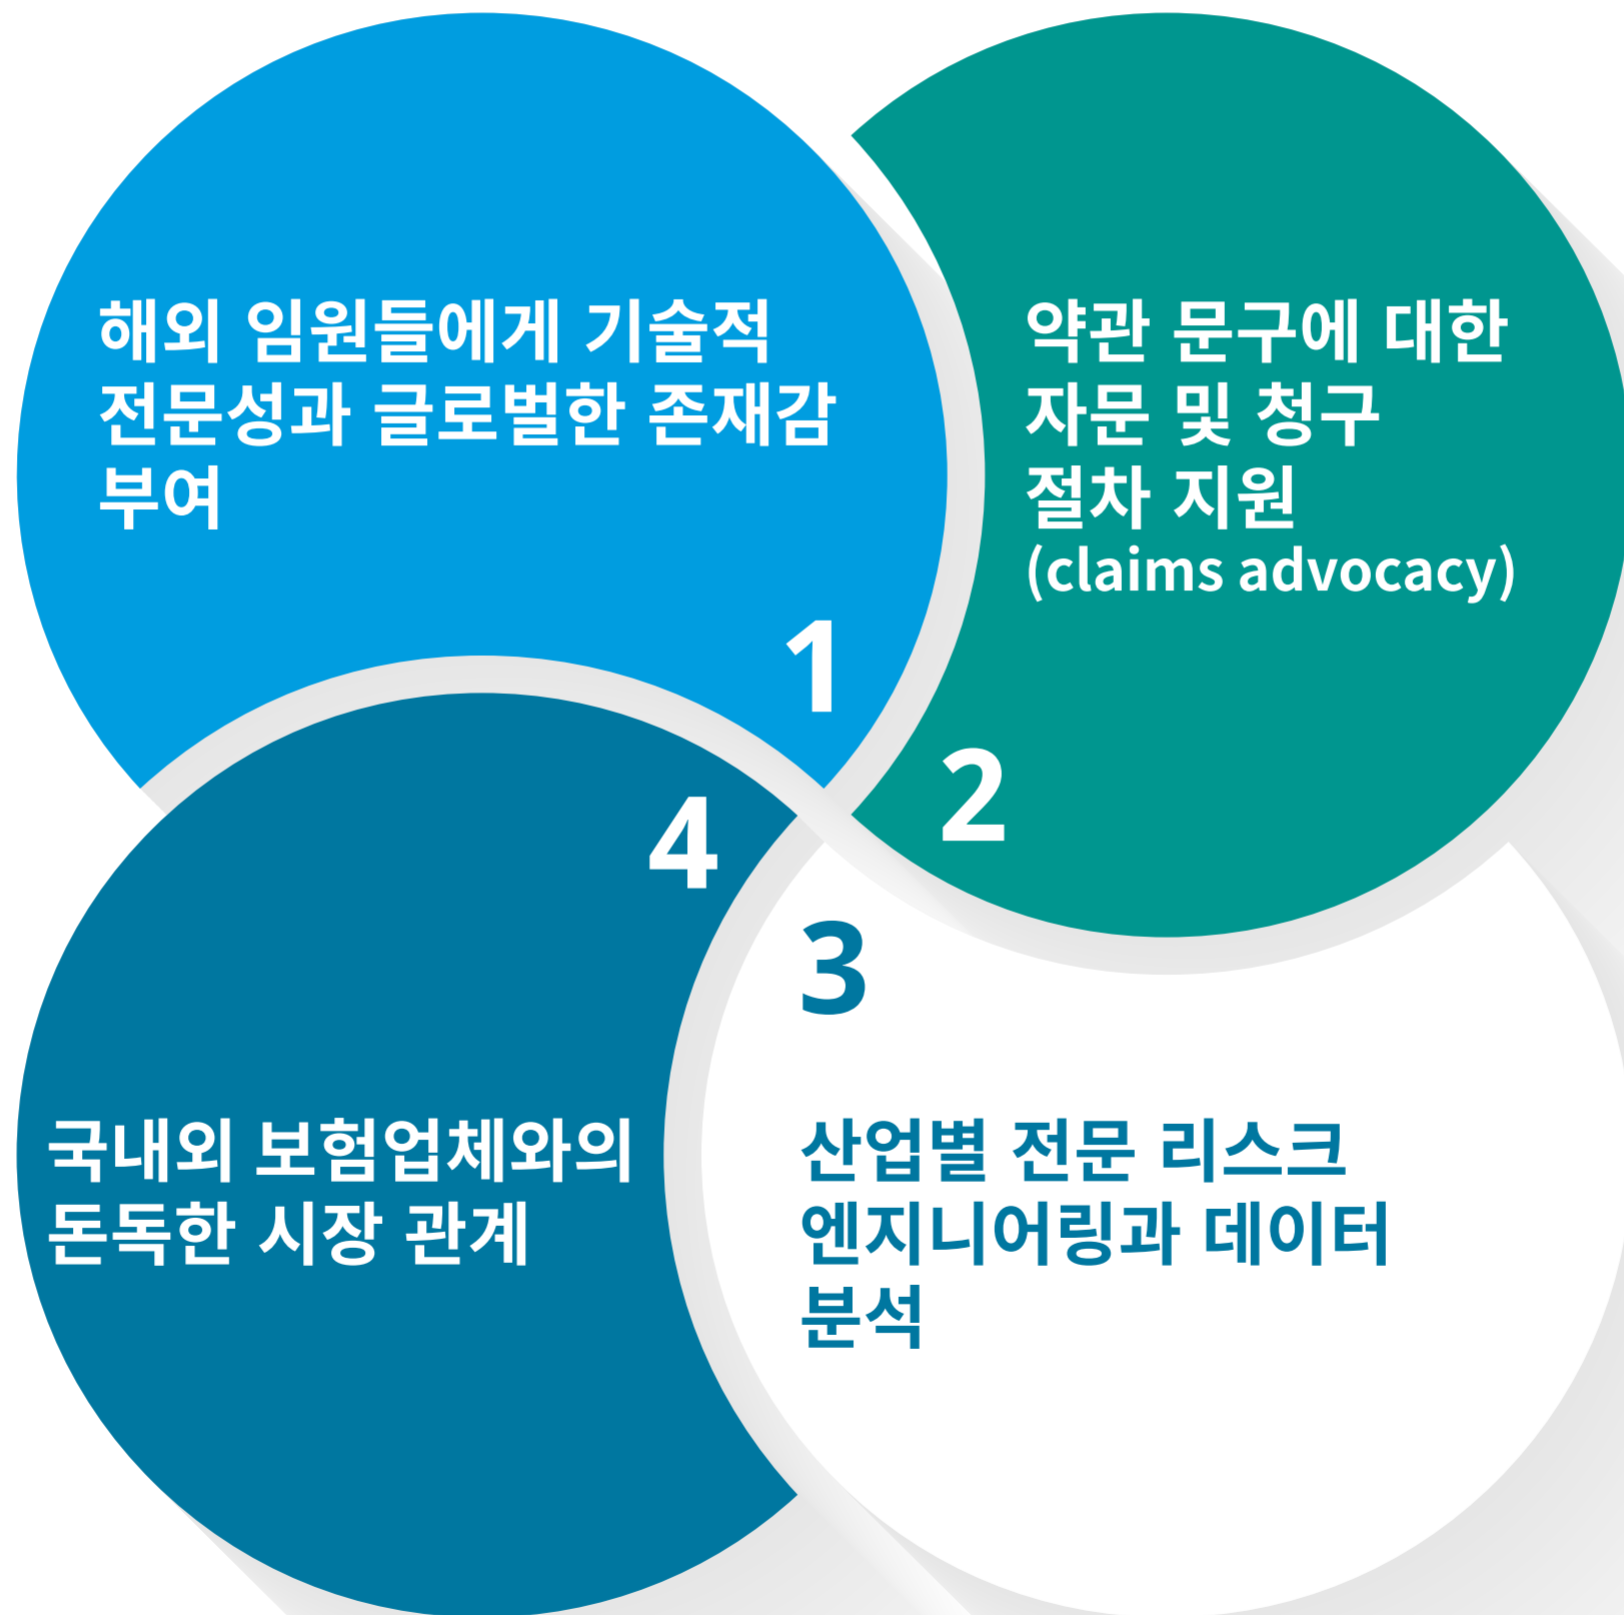 해외 임원들에게 기술적
전문성과 글로벌한 존재감
부여
1
약관 문구에 대한
자문 및 청구
절차 지원
(claims advocacy)
2
3
산업별 전문 리스크
엔지니어링과 데이터
분석
4
국내외 보험업체와의
돈독한 시장 관계